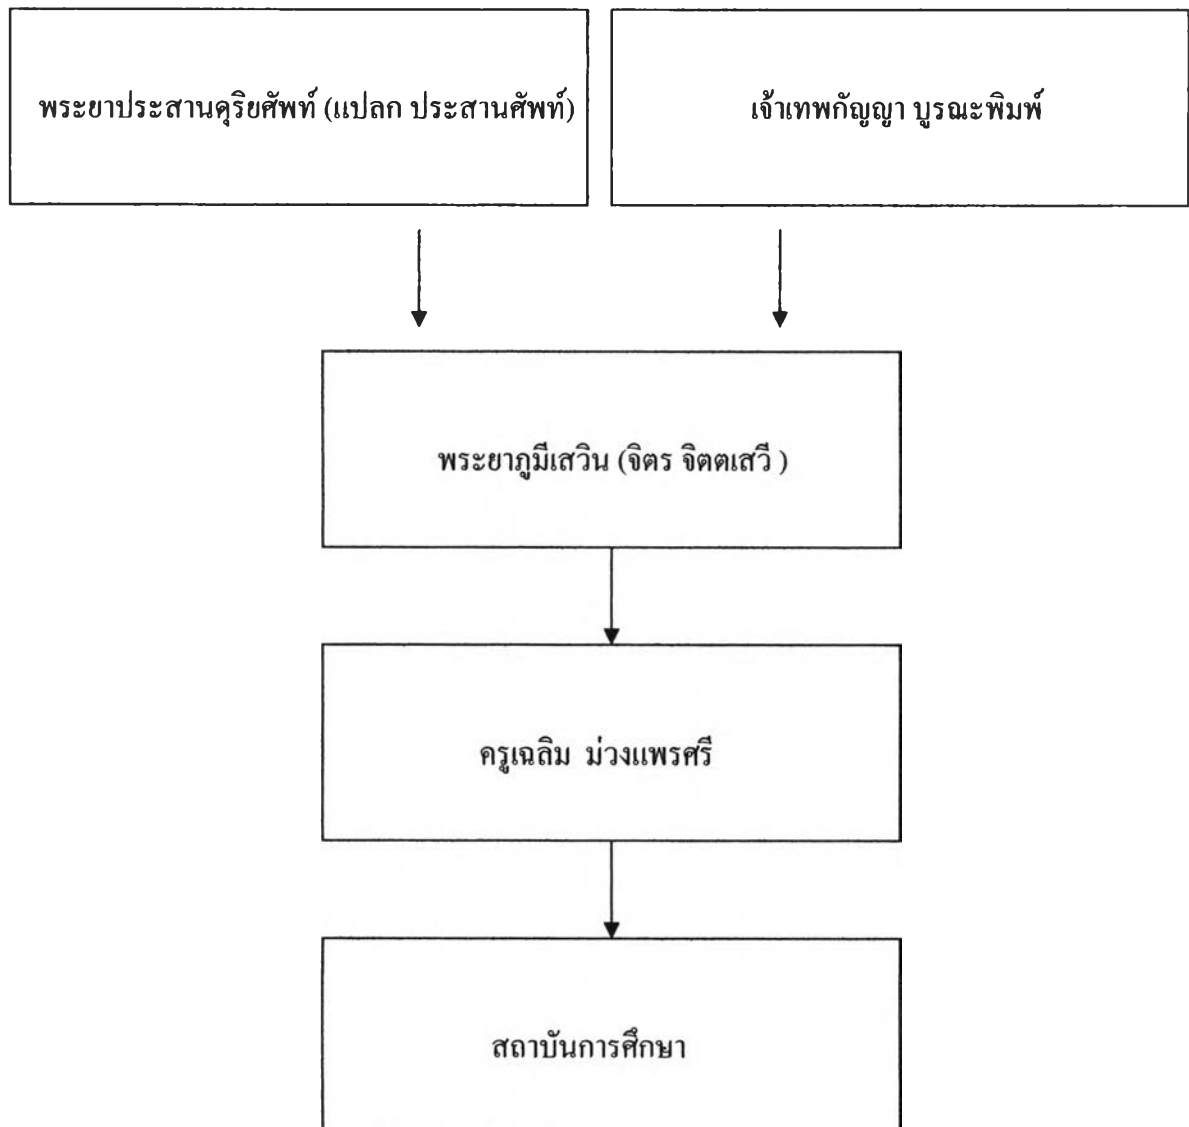 พระยาประสานดุริยศัพท์ (แปลก ประสานศัพท์)
เจ้าเทพกัญญา บูรณะพิมพ์
พระยาภูมีเสวิน (จิตร จิตตเสวี )
ครูเฉลิม ม่วงแพรศรี
สถาบันการศึกษา